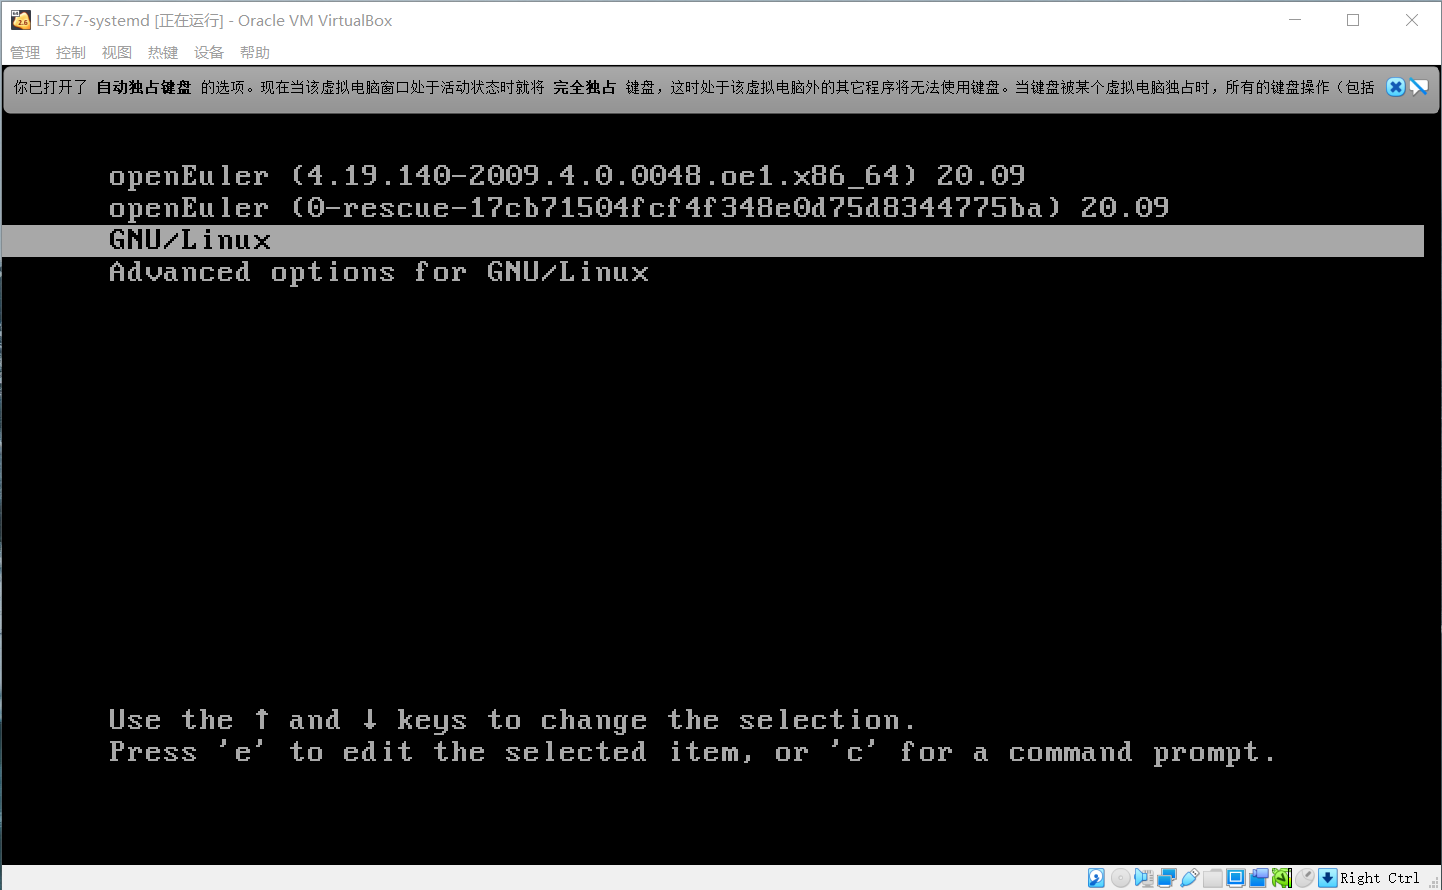 LFS7.7-systemd [正在运行] - Oracle VM VirtualBox
管理 控制 视图 热键 设备 帮助
你已打开了 自动独占键盘 的选项。现在当该虚拟电脑窗口处于活动状态时就将 完全独占 键盘，这时处于该虚拟电脑外的其它程序将无法使用键盘。当键盘被某个虚拟电脑独占时，所有的键盘操作（包括
openEuler (4.19.140-2009.4.0.0048.oe1.x86_64) 20.09
openEuler (0-rescue-17cb71504fcf4f348e0d75d8344775ba) 20.09
GNU/Linux
Advanced options for GNU/Linux
Use the ↑ and ↓ keys to change the selection.
Press 'e' to edit the selected item, or 'c' for a command prompt.
Right Ctrl